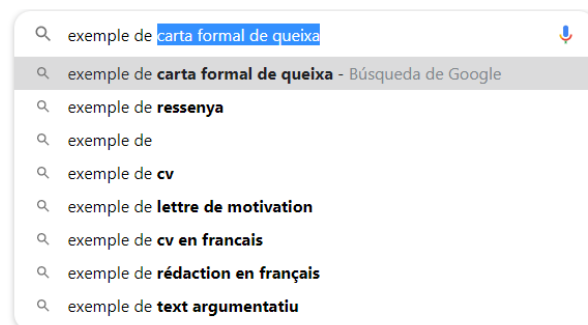 exemple de carta formal de queixa
exemple de carta formal de queixa - Búsqueda de Google
exemple de ressenya
exemple de
exemple de cv
exemple de lettre de motivation
exemple de cv en francais
exemple de rédaction en français
exemple de text argumentatiu